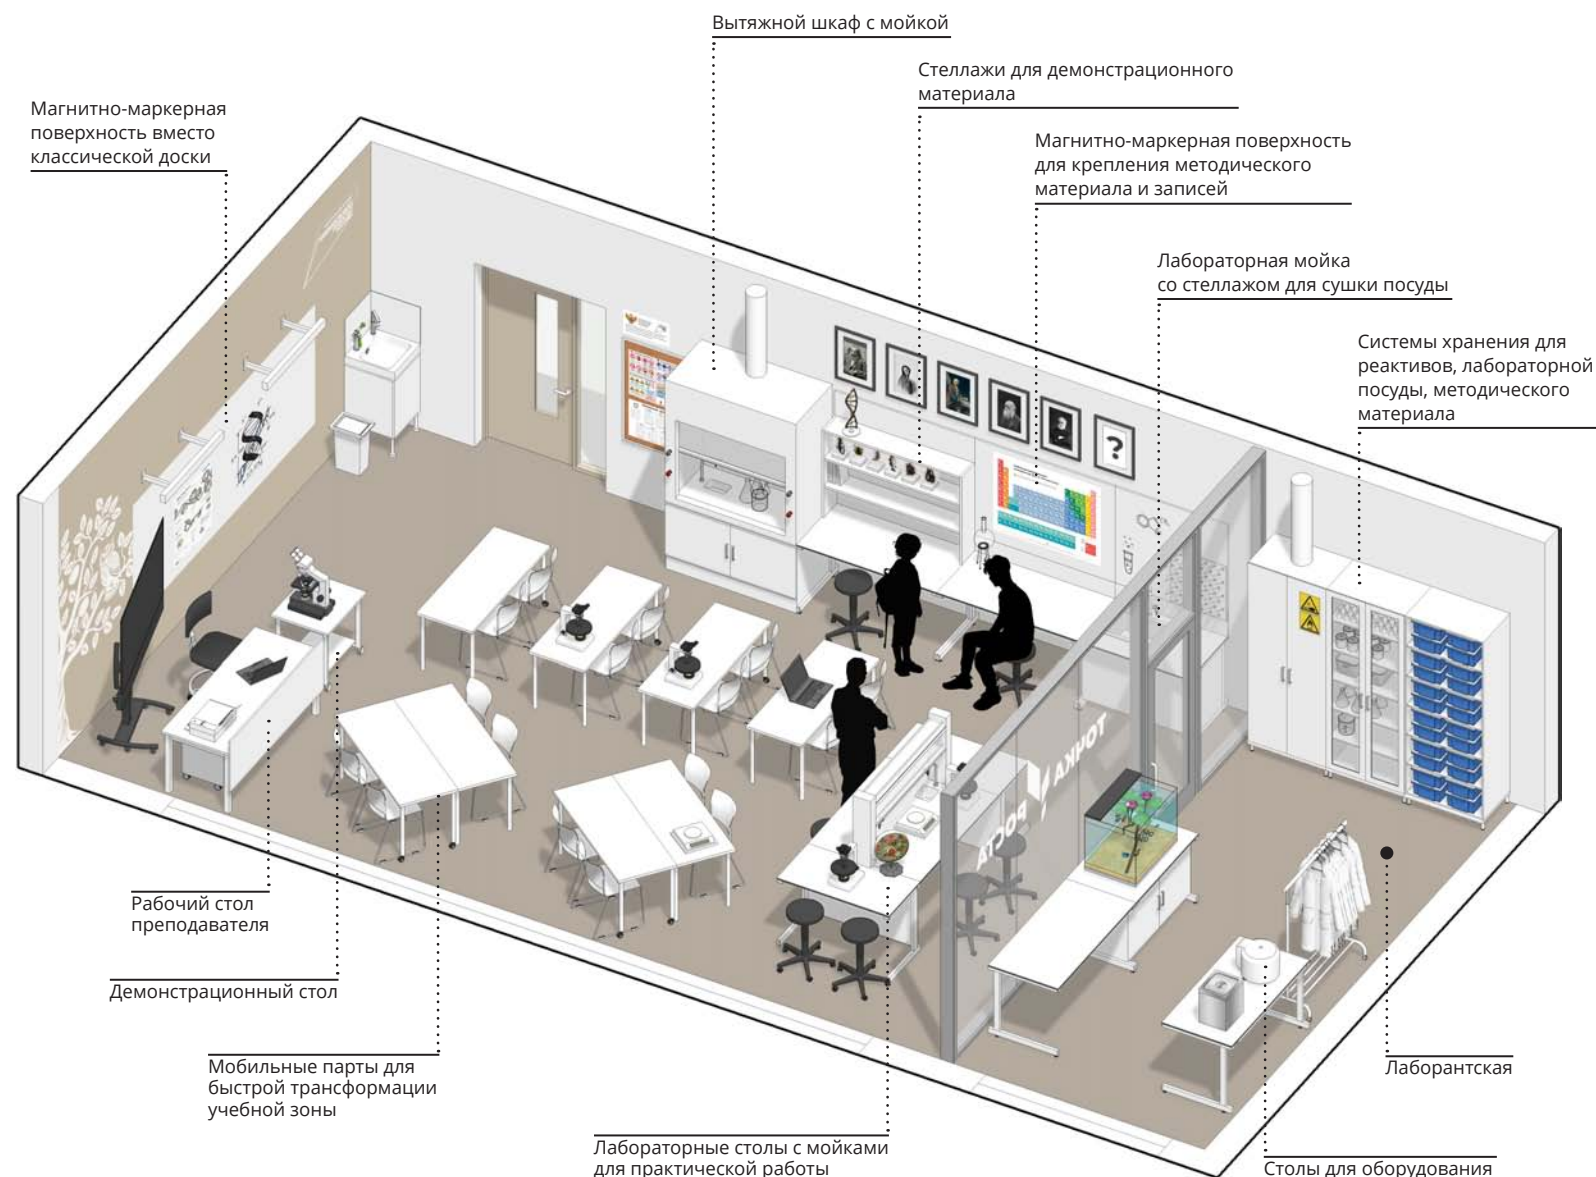 Вытяжной шкаф с мойкой
Стеллажи для демонстрационного
материала
Магнитно-маркерная
поверхность вместо
классической доски
Магнитно-маркерная поверхность
для крепления методического
материала и записей
Лабораторная мойка
со стеллажом для сушки посуды
Системы хранения для
реактивов, лабораторной
посуды, методического
материала
?
ТОЧКА
РОСТА
Рабочий стол
преподавателя
Демонстрационный стол
Мобильные парты для
быстрой трансформации
учебной зоны
Лаборантская
Лабораторные столы с мойками
для практической работы
Столы для оборудования